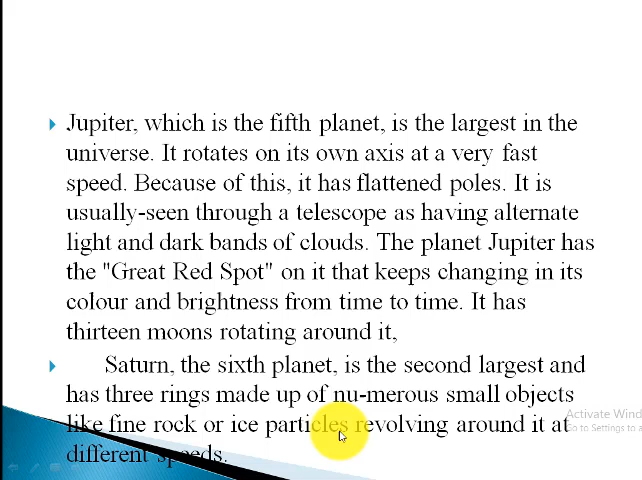 Jupiter, which is the fifth planet, is the largest in the
universe. It rotates on its own axis at a very fast
speed. Because of this, it has flattened poles. It is
usually-seen through a telescope as having alternate
light and dark bands of clouds. The planet Jupiter has
the "Great Red Spot" on it that keeps changing in its
colour and brightness from time to time. It has
thirteen moons rotating around it,
Saturn, the sixth planet, is the second largest and
has three rings made up of nu-merous small objects
like fine rock or ice particles revolving around it at
different speeds.
Activate Wind
Go to Settings to a